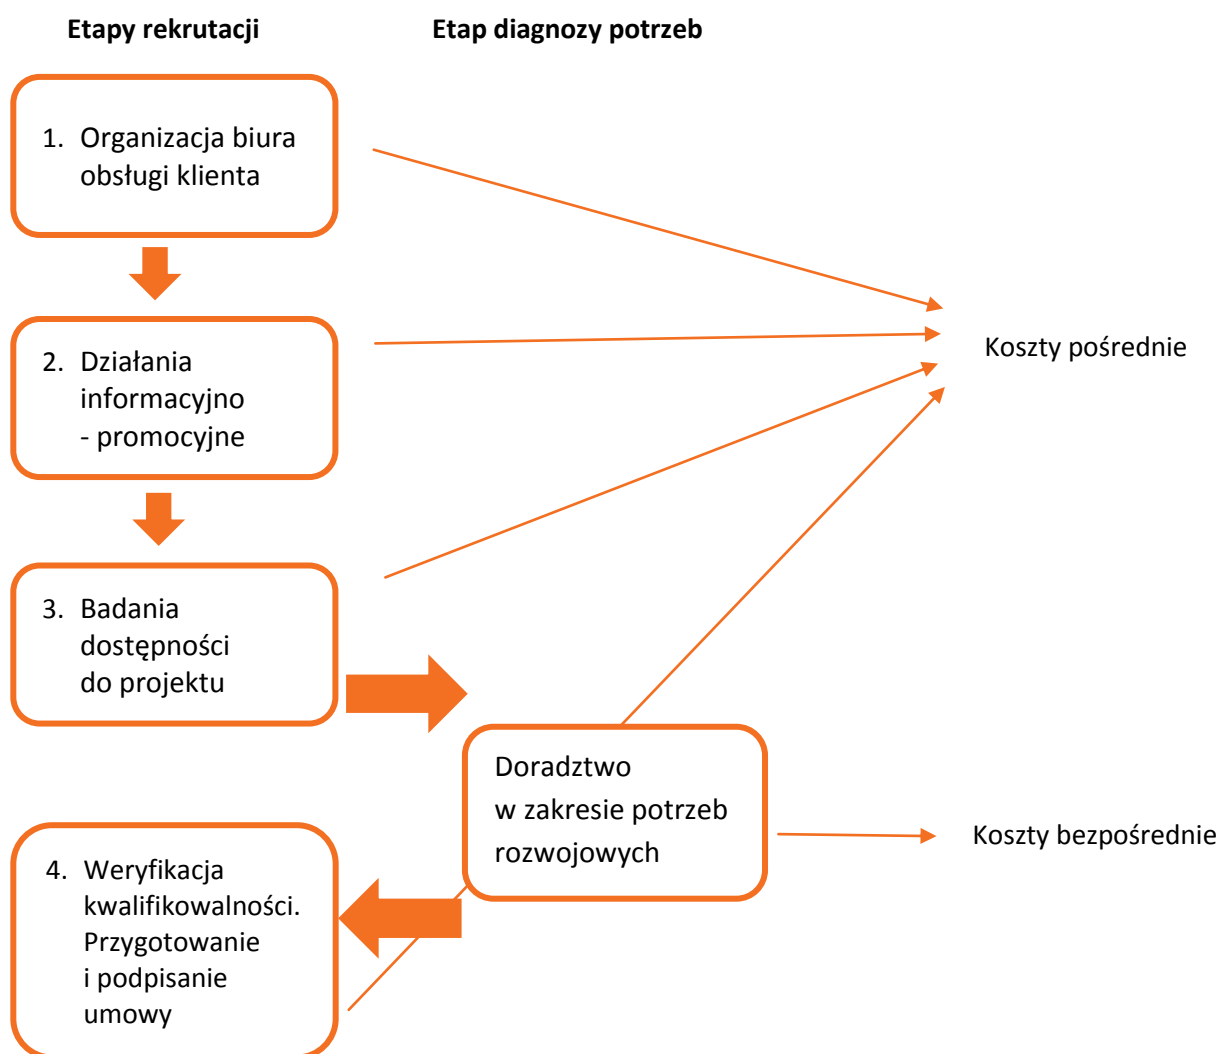 Etapy rekrutacji
Etap diagnozy potrzeb
1. Organizacja biura
obsługi klienta
2. Działania
informacyjno
- promocyjne
Koszty pośrednie
3. Badania
dostępności
do projektu
Doradztwo
w zakresie potrzeb
rozwojowych
Koszty bezpośrednie
4. Weryfikacja
kwalifikowalności.
Przygotowanie
i podpisanie
umowy